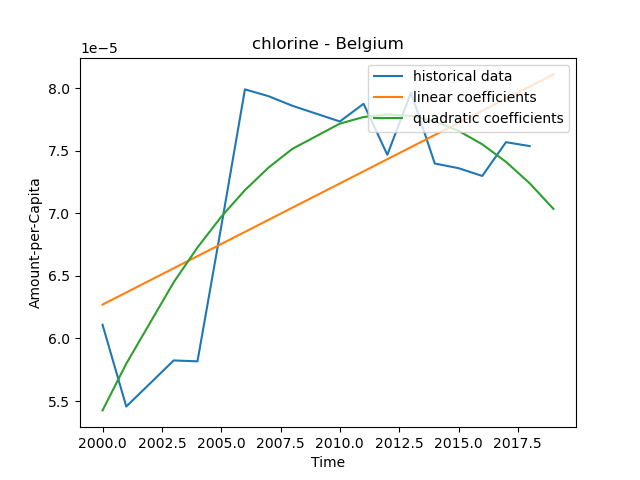 chlorine - Belgium
1e−5
historical data
linear coefficients
quadratic coefficients
8.0
7.5
7.0
6.5
6.0
5.5
Amount-per-Capita
2000.0 2002.5 2005.0 2007.5 2010.0 2012.5 2015.0 2017.5
Time